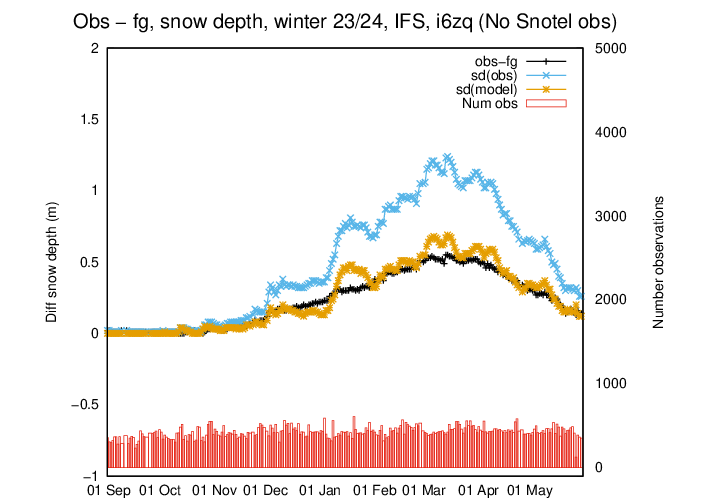 Obs − fg, snow depth, winter 23/24, IFS, i6zq (No Snotel obs)
obs−fg
sd(obs)
sd(model)
Num obs
2
1.5
1
0.5
0
−0.5
−1
Diff snow depth (m)
5000
4000
3000
2000
1000
0
Number observations
01 Sep 01 Oct 01 Nov 01 Dec 01 Jan 01 Feb 01 Mar 01 Apr 01 May